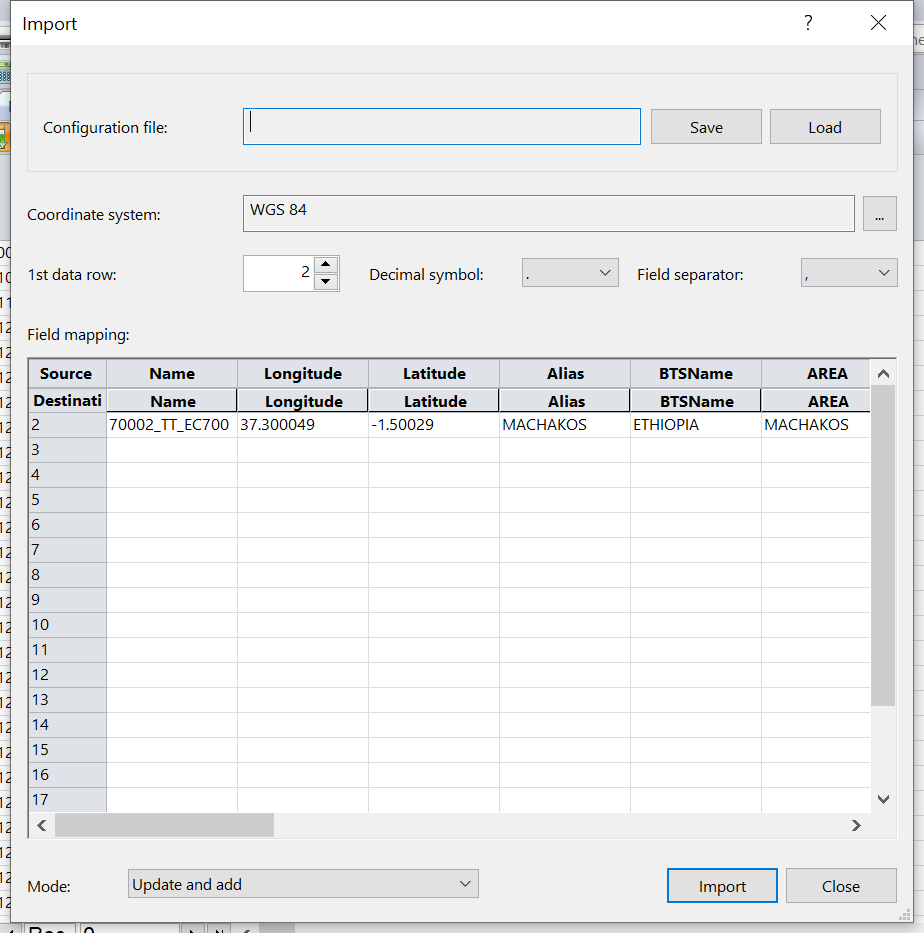 Import ?
Configuration file: Save Load
Coordinate system: WGS 84 ...
1st data row: 2 Decimal symbol: . Field separator: ,
Field mapping:
Source Name Longitude Latitude Alias BTSName AREA
Destinati Name Longitude Latitude Alias BTSName AREA
2 70002_TT_EC700 37.300049 -1.50029 MACHAKOS ETHIOPIA MACHAKOS
3
4
5
6
7
8
9
10
11
12
13
14
15
16
17
Mode: Update and add Import Close